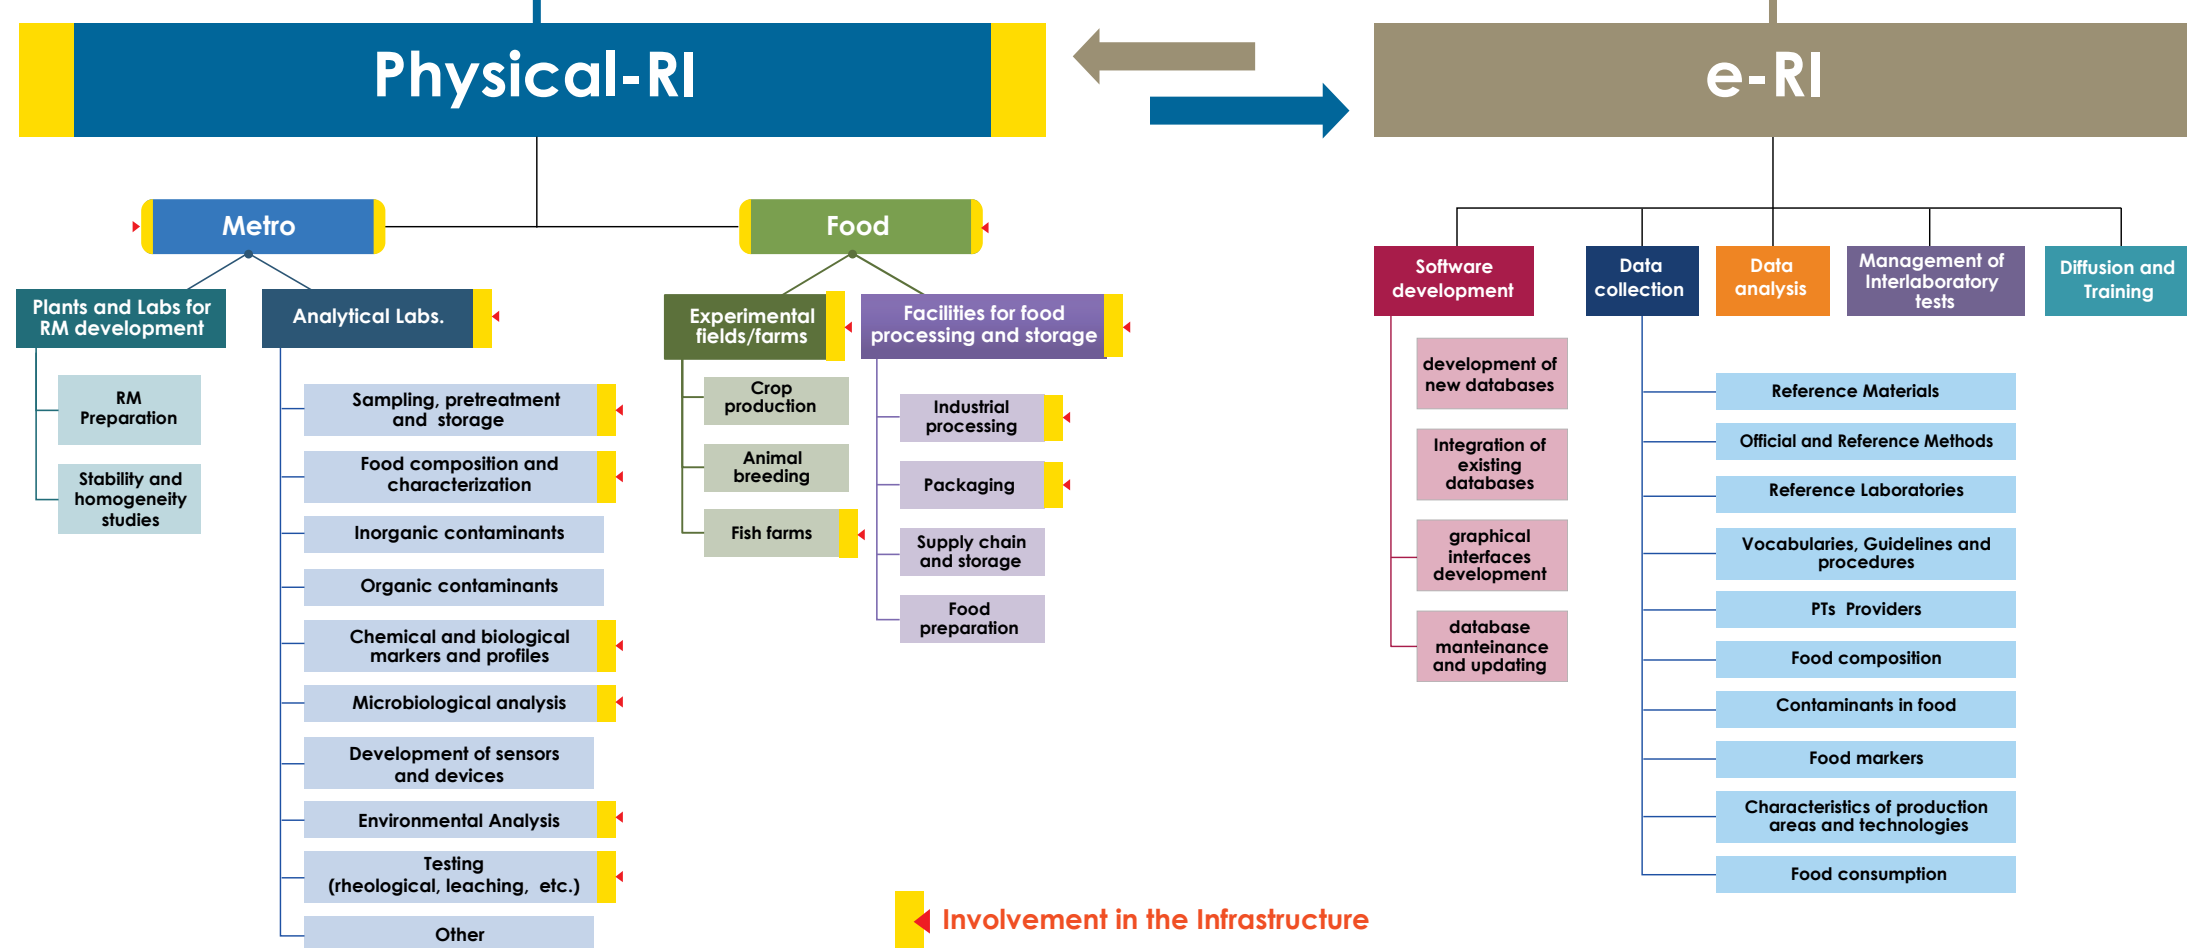 Physical-RI
e-RI
Metro
Food
Plants and Labs for
RM development
RM
Preparation
Stability and
homogeneity
studies
Analytical Labs.
Sampling, pretreatment
and storage
Food composition and
characterization
Inorganic contaminants
Organic contaminants
Chemical and biological
markers and profiles
Microbiological analysis
Development of sensors
and devices
Environmental Analysis
Testing
(rheological, leaching, etc.)
Other
Experimental
fields/farms
Crop
production
Animal
breeding
Fish farms
Facilities for food
processing and storage
Industrial
processing
Packaging
Supply chain
and storage
Food
preparation
Software
development
development of
new databases
Integration of
existing
databases
graphical
interfaces
development
database
manteinance
and updating
Data
collection
Reference Materials
Official and Reference Methods
Reference Laboratories
Vocabularies, Guidelines and
procedures
PTs Providers
Food composition
Contaminants in food
Food markers
Characteristics of production
areas and technologies
Food consumption
Data
analysis
Management of
Interlaboratory
tests
Diffusion and
Training
Involvement in the Infrastructure